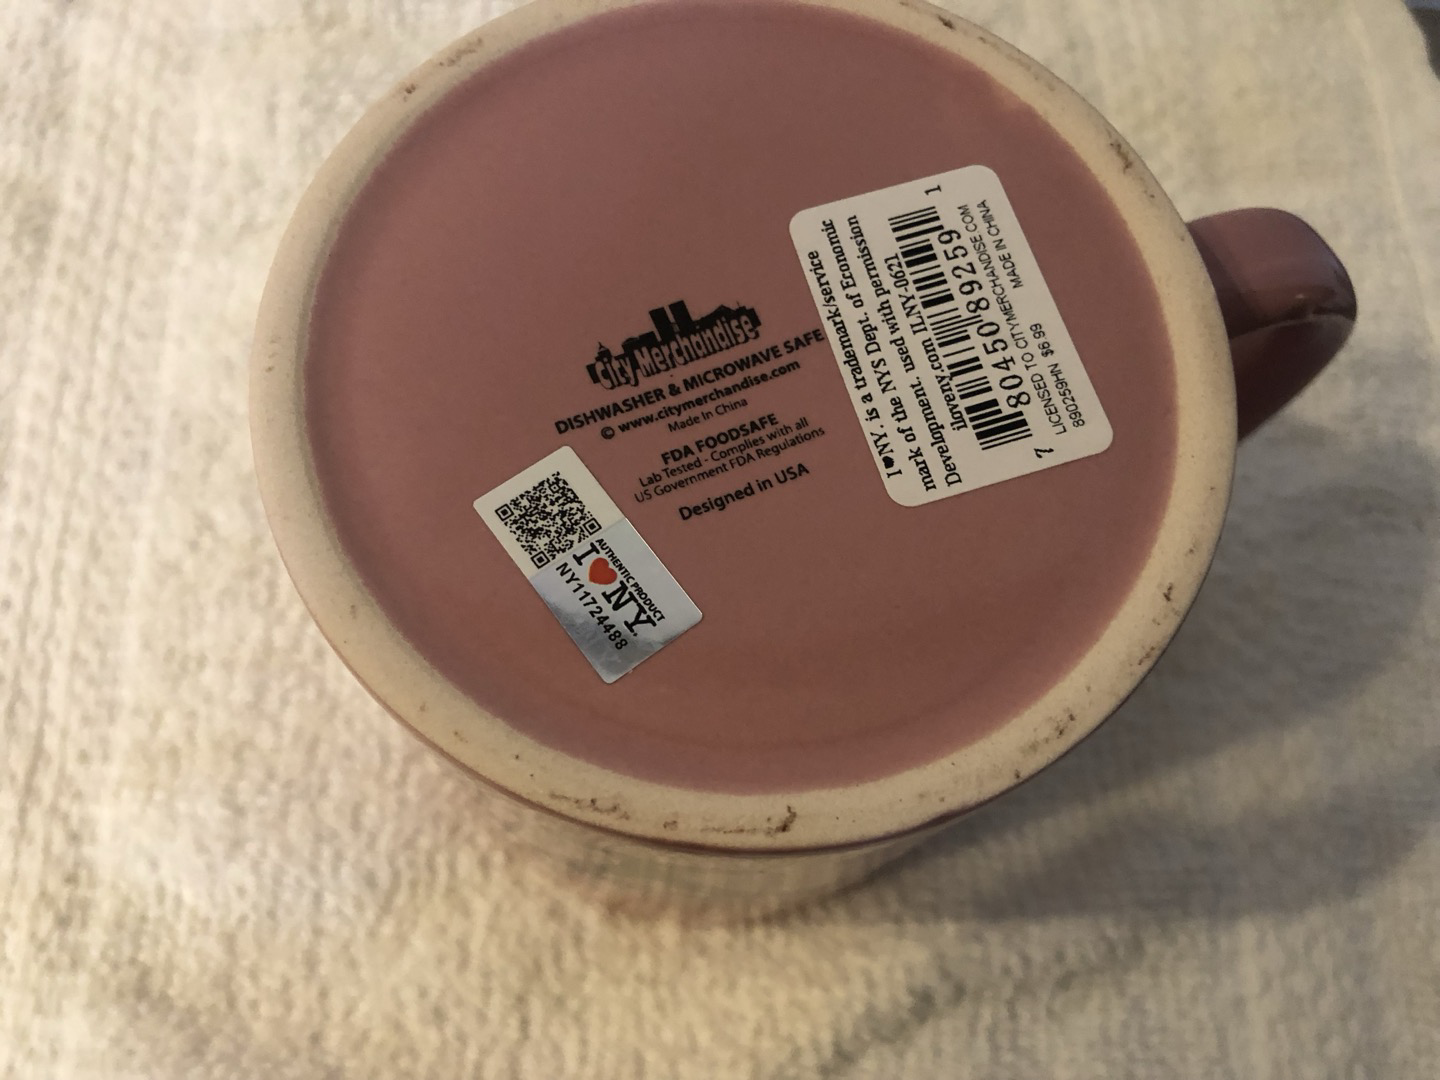 City Merchandise
DISHWASHER & MICROWAVE SAFE
© www.citymerchandise.com
Made In China
FDA FOODSAFE
Lab Tested - Complies with all
US Government FDA Regulations
Designed in USA
I♥NY. is a trademark/service
mark of the NYS Dept. of Economic
Development, used with permission
iloveny.com ILNY-0621
7 80450 89259 1
LICENSED TO CITYMERCHANDISE.COM
890259HN $6.99 MADE IN CHINA
AUTHENTIC PRODUCT
I ♥ NY.
NY11724488